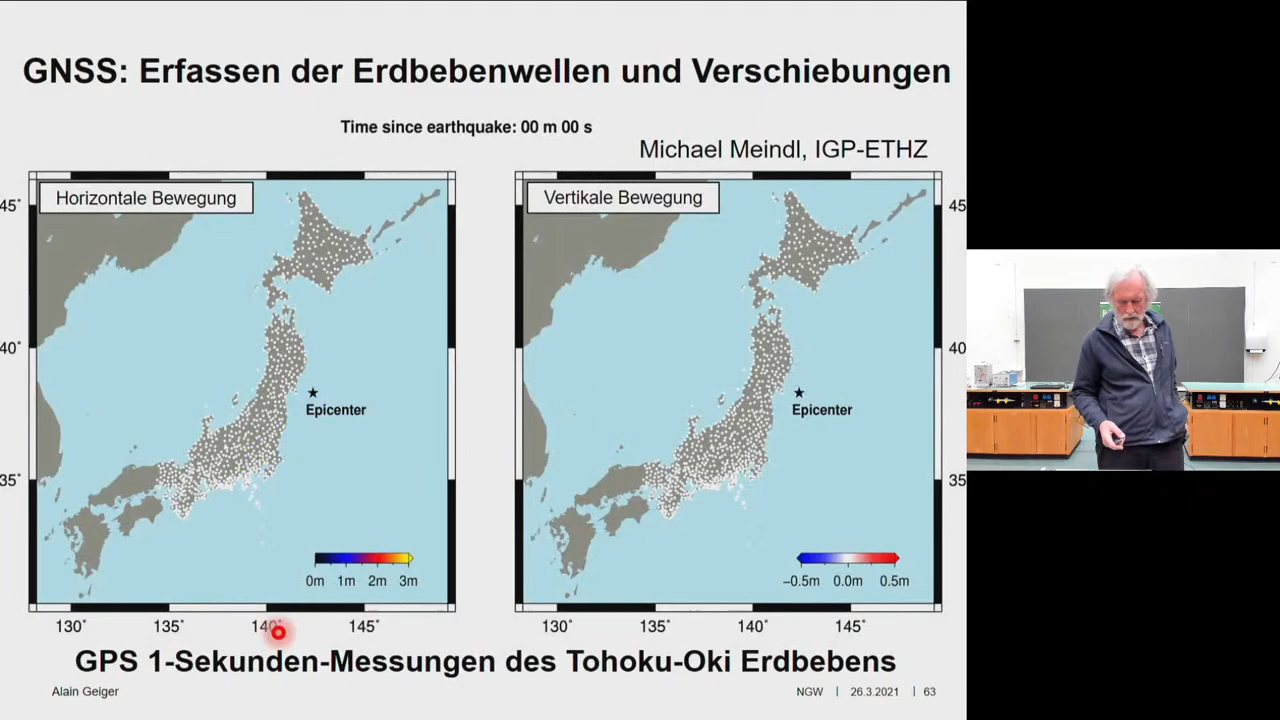 GNSS: Erfassen der Erdbebenwellen und Verschiebungen
Time since earthquake: 00 m 00 s
Michael Meindl, IGP-ETHZ
Horizontale Bewegung
45°
40°
35°
Epicenter
0m 1m 2m 3m
130° 135° 140° 145°
Vertikale Bewegung
45
40
35
Epicenter
−0.5m 0.0m 0.5m
130° 135° 140° 145°
GPS 1-Sekunden-Messungen des Tohoku-Oki Erdbebens
Alain Geiger
NGW | 26.3.2021 | 63